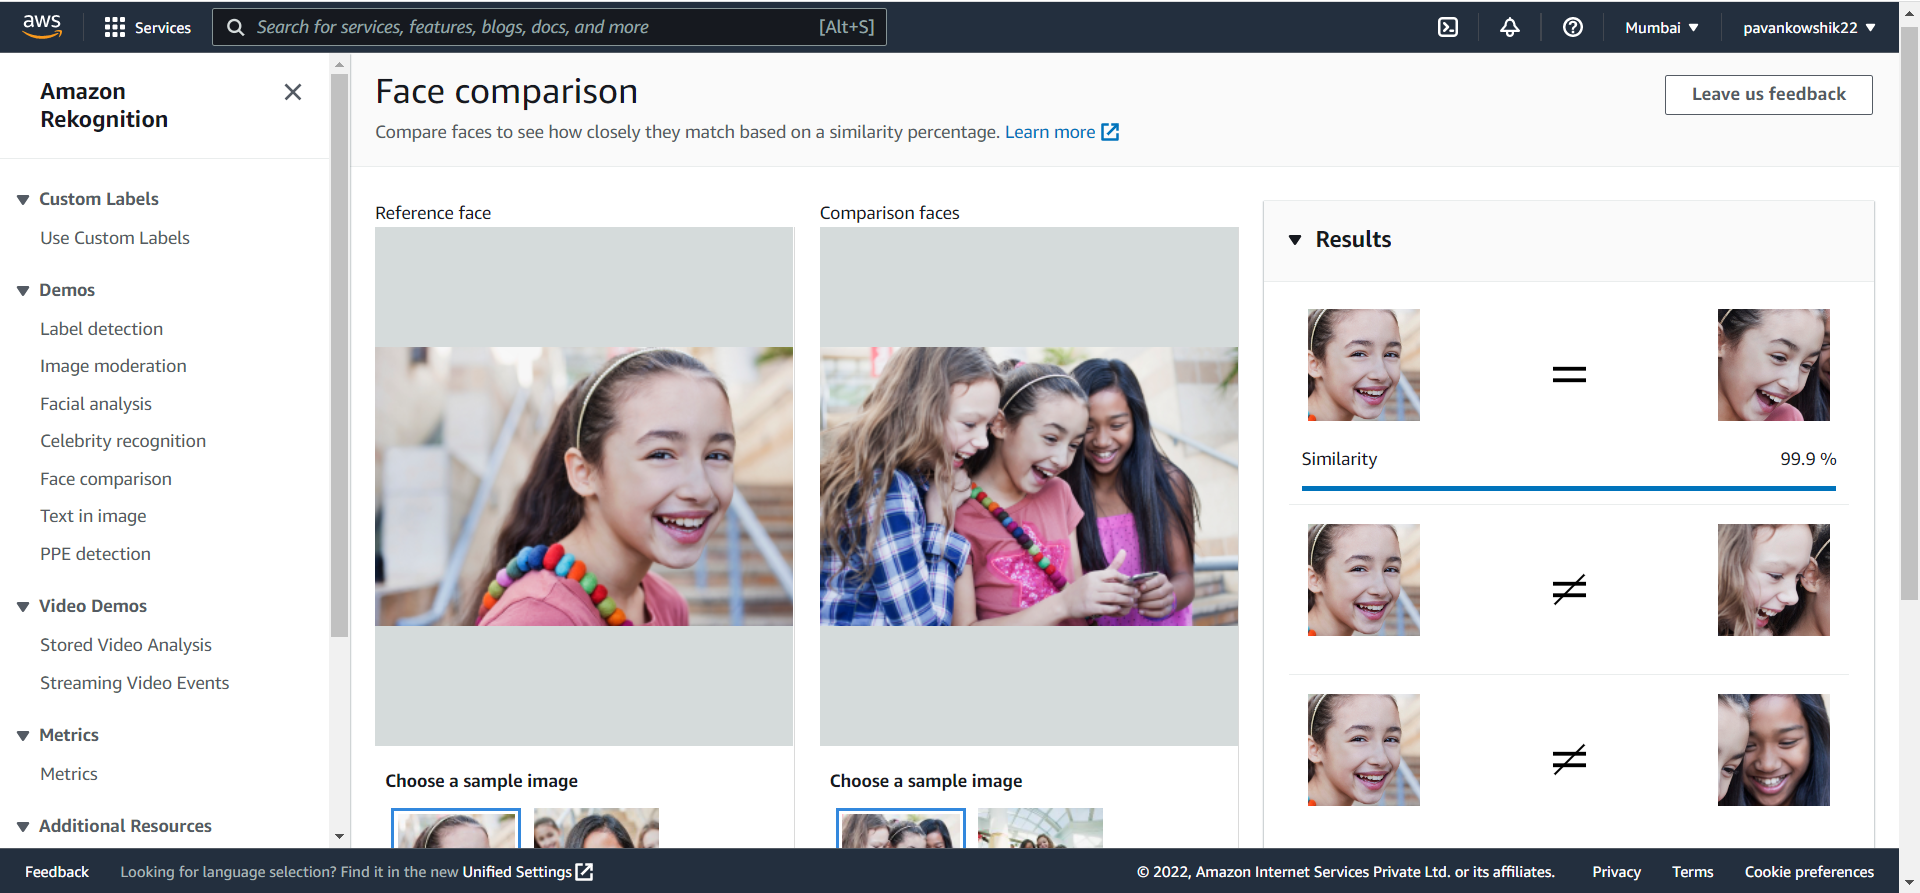 aws
Services
Search for services, features, blogs, docs, and more
[Alt+S]
Mumbai
pavankowshik22
Amazon
Rekognition
Custom Labels
Use Custom Labels
Demos
Label detection
Image moderation
Facial analysis
Celebrity recognition
Face comparison
Text in image
PPE detection
Video Demos
Stored Video Analysis
Streaming Video Events
Metrics
Metrics
Additional Resources
Face comparison
Leave us feedback
Compare faces to see how closely they match based on a similarity percentage. Learn more
Reference face
Choose a sample image
Comparison faces
Choose a sample image
Results
=
Similarity
99.9 %
≠
≠
Feedback
Looking for language selection? Find it in the new Unified Settings
© 2022, Amazon Internet Services Private Ltd. or its affiliates.
Privacy
Terms
Cookie preferences